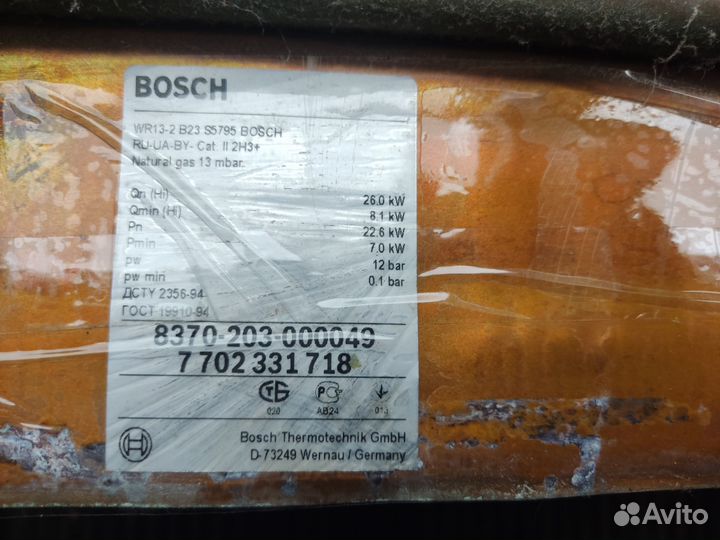 BOSCH
WR13-2 B23 S5795 BOSCH
RU-UA-BY- Cat. II 2H3+
Natural gas 13 mbar.
Qn (Hi) 26.0 kW
Qmin (Hi) 8.1 kW
Pn 22.6 kW
Pmin 7.0 kW
pw 12 bar
pw min 0.1 bar
ДСТУ 2356-94
ГОСТ 19910-94
8370-203-000049
7 702 331 718
020 АВ24 013
Bosch Thermotechnik GmbH
D-73249 Wernau / Germany
Avito